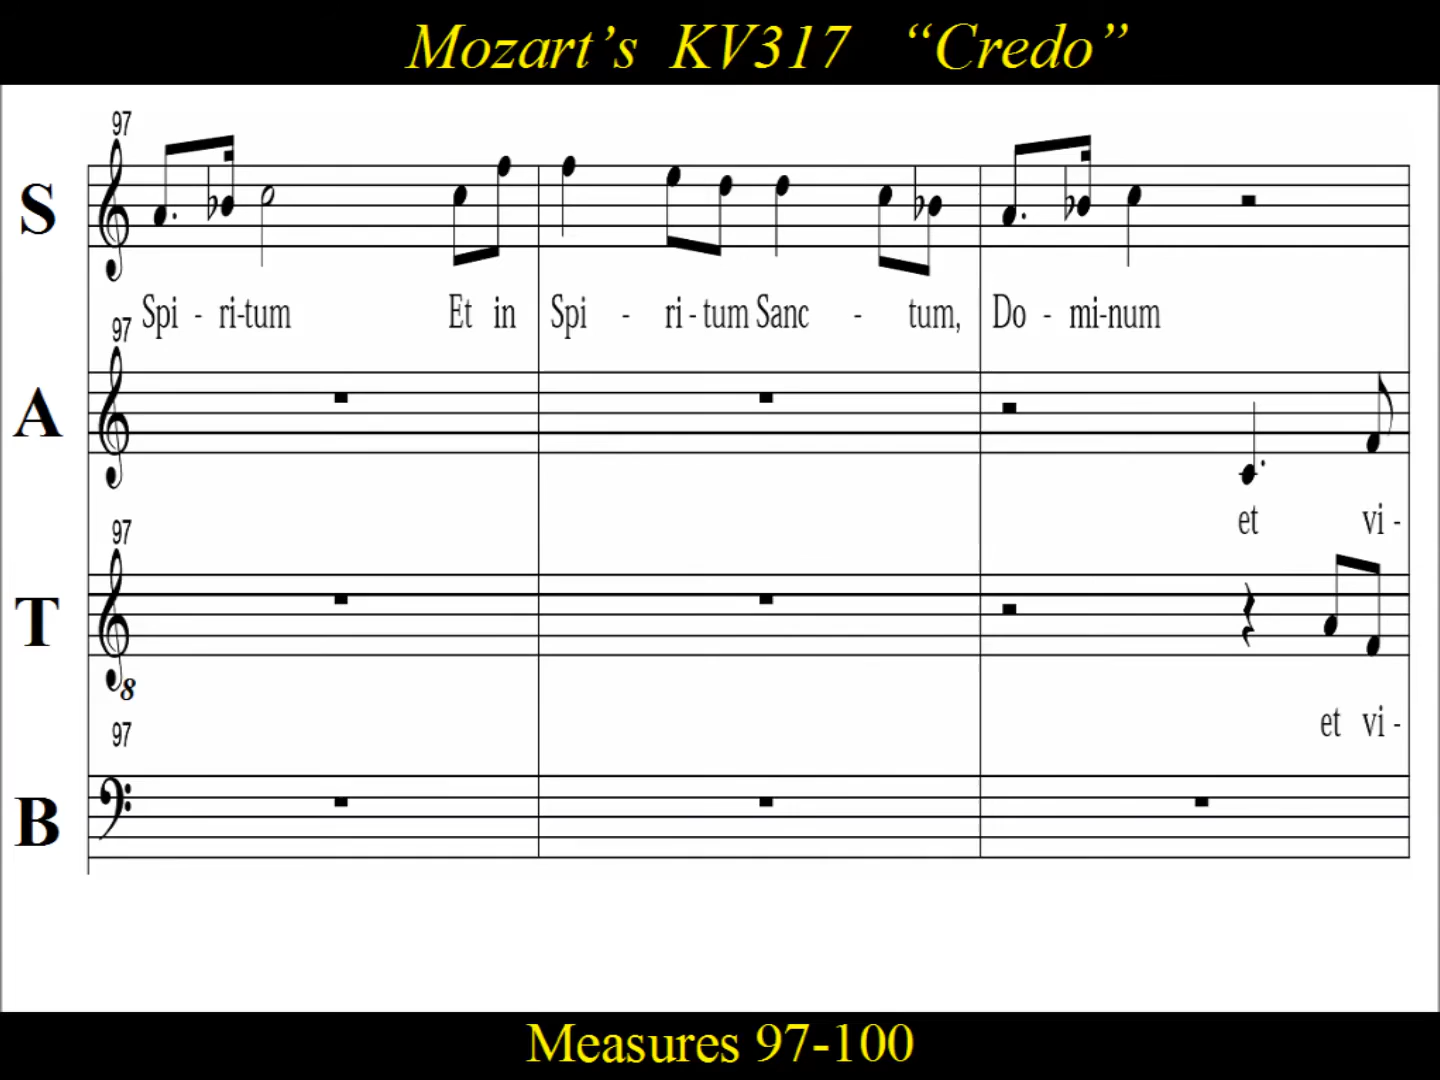 Mozart’s KV317 “Credo”
97
S
Spi - ri-tum Et in Spi - ri - tum Sanc - tum, Do - mi-num
97
A
et vi -
97
T
8
et vi -
97
B
Measures 97-100